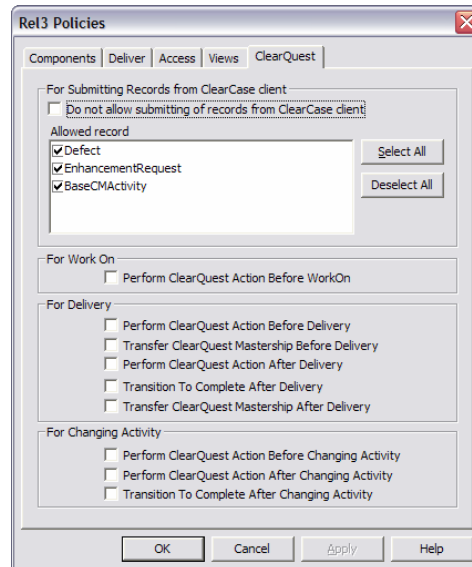 Rel3 Policies
Components Deliver Access Views ClearQuest
For Submitting Records from ClearCase client
Do not allow submitting of records from ClearCase client
Allowed record
Defect
EnhancementRequest
BaseCMActivity
Select All
Deselect All
For Work On
Perform ClearQuest Action Before WorkOn
For Delivery
Perform ClearQuest Action Before Delivery
Transfer ClearQuest Mastership Before Delivery
Perform ClearQuest Action After Delivery
Transition To Complete After Delivery
Transfer ClearQuest Mastership After Delivery
For Changing Activity
Perform ClearQuest Action Before Changing Activity
Perform ClearQuest Action After Changing Activity
Transition To Complete After Changing Activity
OK Cancel Apply Help